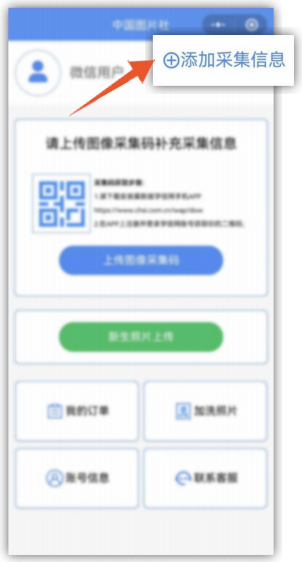 中国图片社
⊕添加采集信息
微信用户
请上传图像采集码补充采集信息
上传图像采集码
新生照片上传
我的订单
加洗照片
账号信息
联系客服